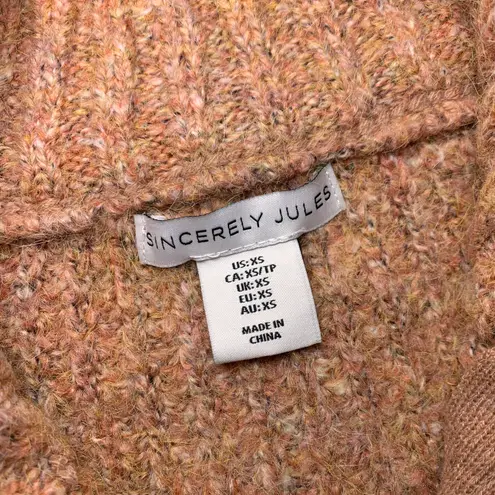 SINCERELY JULES
US: XS
CA: XS/TP
UK: XS
EU: XS
AU: XS
MADE IN
CHINA